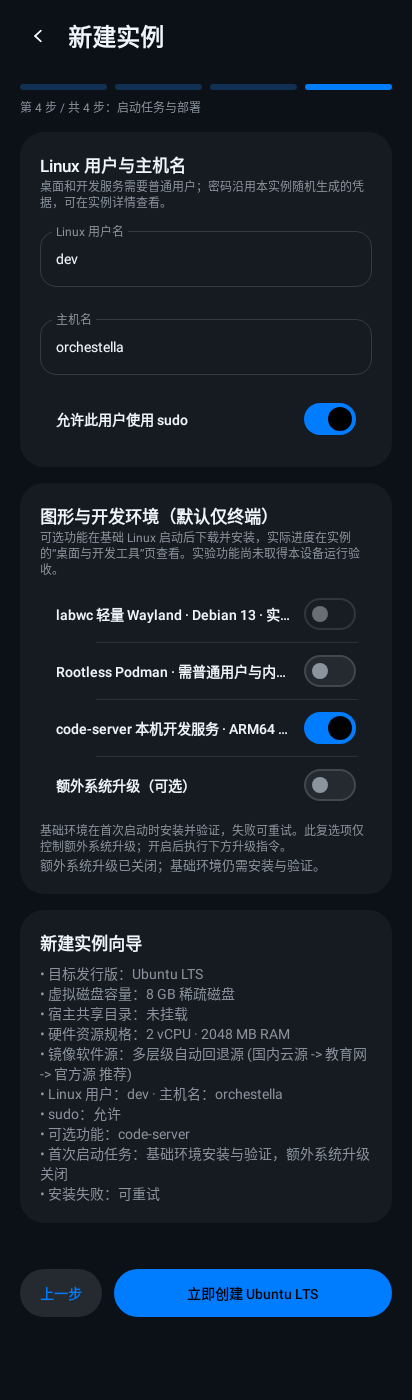 新建实例
第 4 步 / 共 4 步：启动任务与部署
Linux 用户与主机名
桌面和开发服务需要普通用户；密码沿用本实例随机生成的凭
据，可在实例详情查看。
Linux 用户名
dev
主机名
orchestella
允许此用户使用 sudo
图形与开发环境（默认仅终端）
可选功能在基础 Linux 启动后下载并安装，实际进度在实例
的“桌面与开发工具”页查看。实验功能尚未取得本设备运行验
收。
labwc 轻量 Wayland · Debian 13 · 实…
Rootless Podman · 需普通用户与内…
code-server 本机开发服务 · ARM64 …
额外系统升级（可选）
基础环境在首次启动时安装并验证，失败可重试。此复选项仅
控制额外系统升级；开启后执行下方升级指令。
额外系统升级已关闭；基础环境仍需安装与验证。
新建实例向导
• 目标发行版：Ubuntu LTS
• 虚拟磁盘容量：8 GB 稀疏磁盘
• 宿主共享目录：未挂载
• 硬件资源规格：2 vCPU · 2048 MB RAM
• 镜像软件源：多层级自动回退源 (国内云源 -> 教育网
-> 官方源 推荐)
• Linux 用户：dev · 主机名：orchestella
• sudo：允许
• 可选功能：code-server
• 首次启动任务：基础环境安装与验证，额外系统升级
关闭
• 安装失败：可重试
上一步
立即创建 Ubuntu LTS